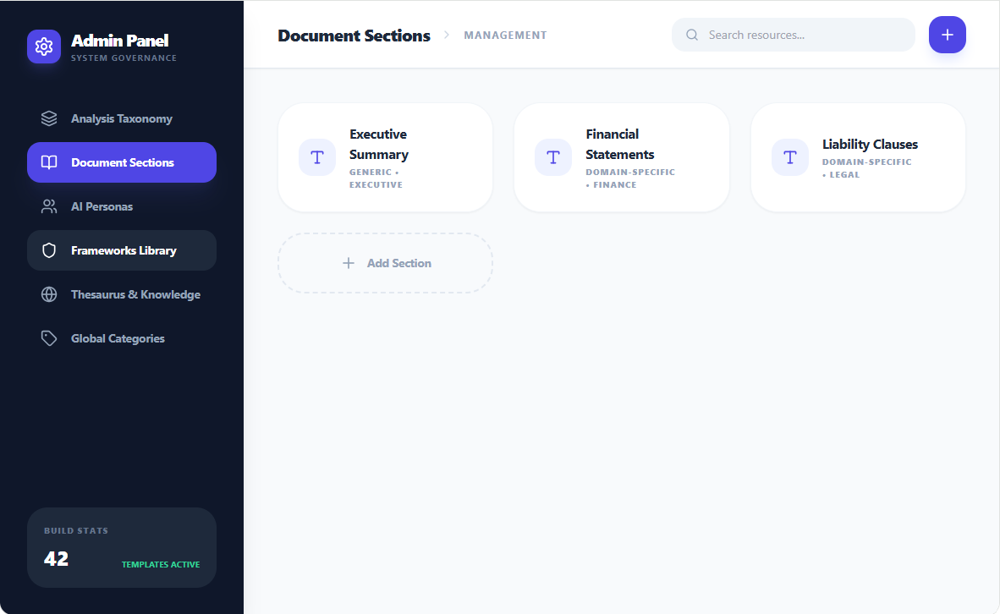 Admin Panel
SYSTEM GOVERNANCE
Analysis Taxonomy
Document Sections
AI Personas
Frameworks Library
Thesaurus & Knowledge
Global Categories
BUILD STATS
42
TEMPLATES ACTIVE
Document Sections
MANAGEMENT
Search resources...
Executive
Summary
GENERIC •
EXECUTIVE
Financial
Statements
DOMAIN-SPECIFIC
• FINANCE
Liability Clauses
DOMAIN-SPECIFIC
• LEGAL
Add Section